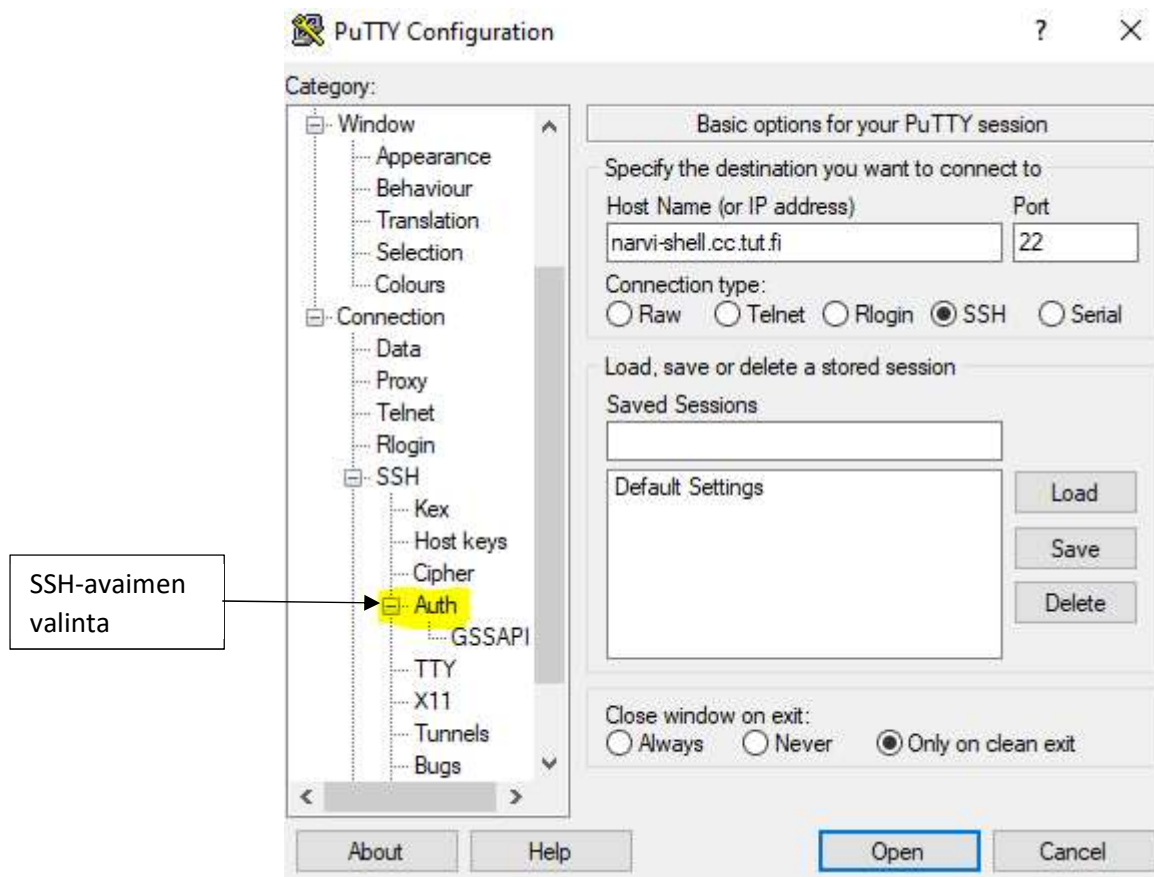 PuTTY Configuration
?
Category:
Window
Appearance
Behaviour
Translation
Selection
Colours
Connection
Data
Proxy
Telnet
Rlogin
SSH
Kex
Host keys
Cipher
Auth
GSSAPI
TTY
X11
Tunnels
Bugs
SSH-avaimen
valinta
Basic options for your PuTTY session
Specify the destination you want to connect to
Host Name (or IP address) Port
narvi-shell.cc.tut.fi 22
Connection type:
Raw Telnet Rlogin SSH Serial
Load, save or delete a stored session
Saved Sessions
Default Settings
Load
Save
Delete
Close window on exit:
Always Never Only on clean exit
About Help Open Cancel